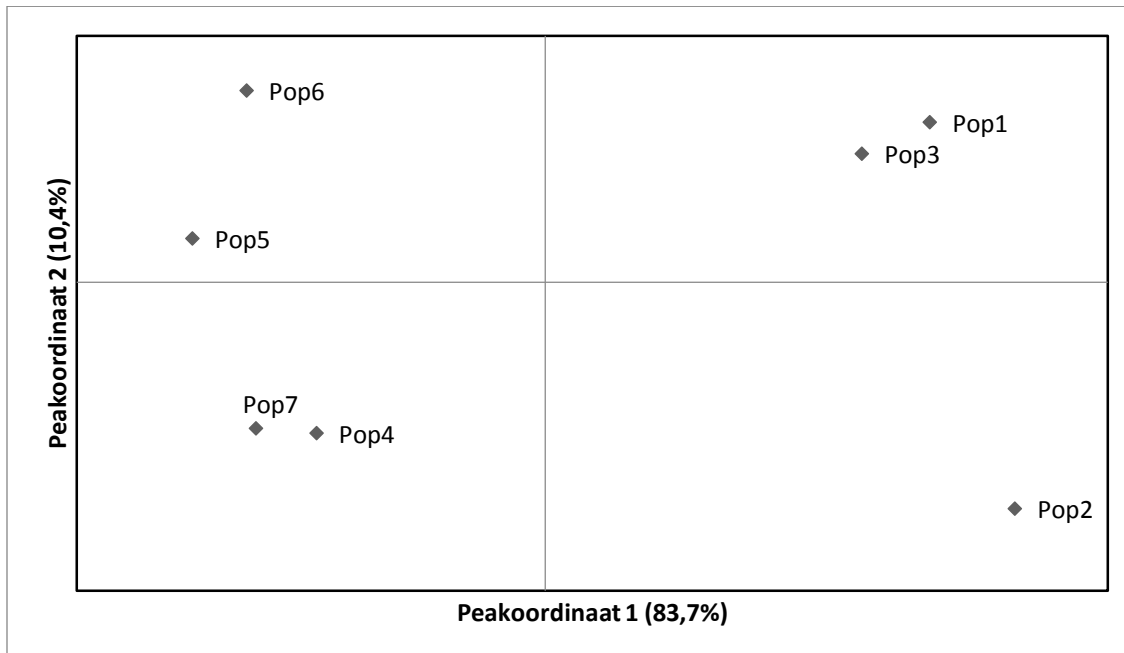 Pop6
Pop1
Pop3
Pop5
Pop7
Pop4
Pop2
Peakoordinaat 2 (10,4%)
Peakoordinaat 1 (83,7%)